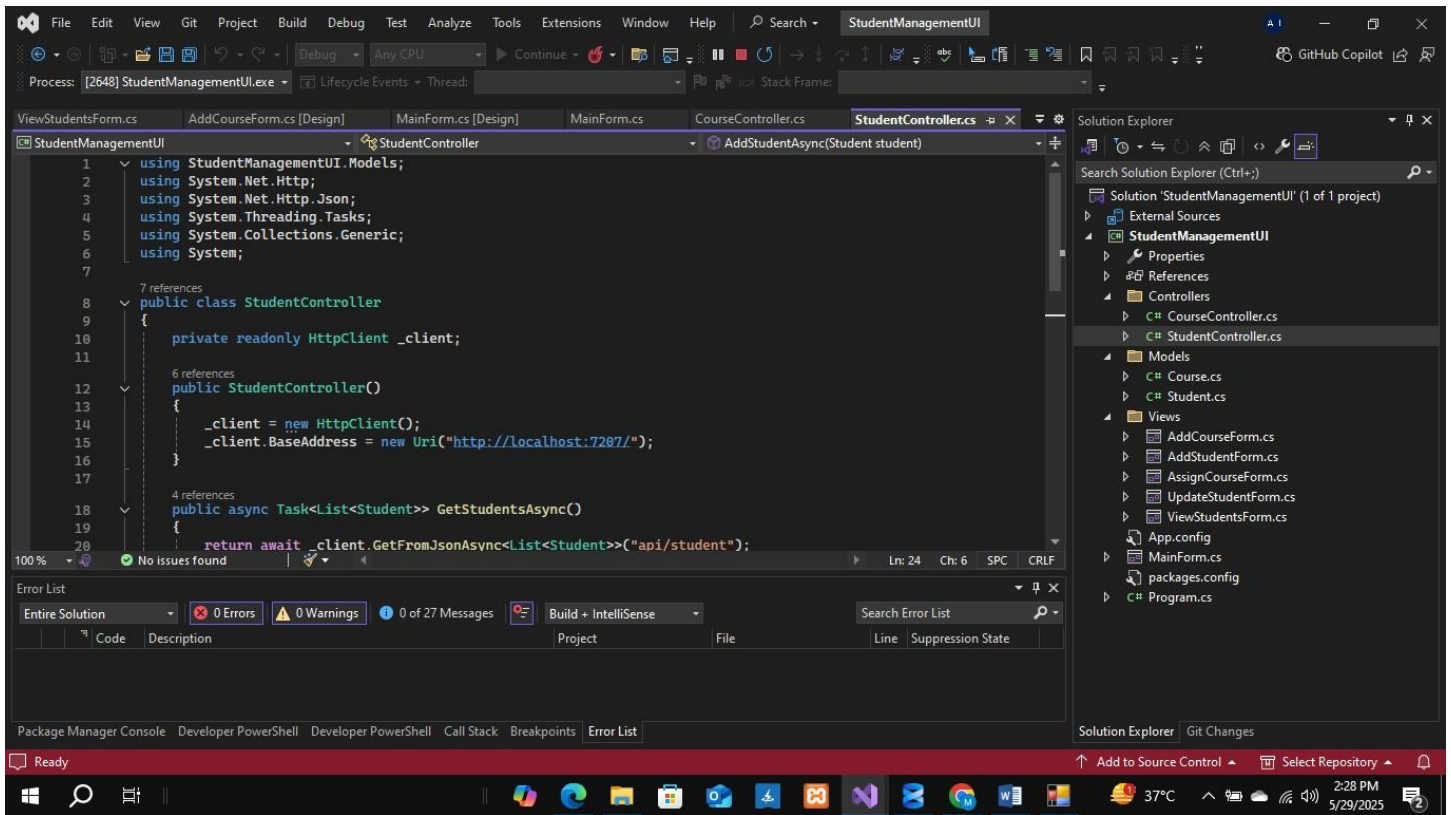 File Edit View Git Project Build Debug Test Analyze Tools Extensions Window Help Search StudentManagementUI
Debug Any CPU Continue GitHub Copilot
Process: [2648] StudentManagementUI.exe Lifecycle Events Thread: Stack Frame:
ViewStudentsForm.cs AddCourseForm.cs [Design] MainForm.cs [Design] MainForm.cs CourseController.cs StudentController.cs
StudentManagementUI StudentController AddStudentAsync(Student student)
1 using StudentManagementUI.Models;
2 using System.Net.Http;
3 using System.Net.Http.Json;
4 using System.Threading.Tasks;
5 using System.Collections.Generic;
6 using System;
7
7 references
8 public class StudentController
9 {
10 private readonly HttpClient _client;
11
6 references
12 public StudentController()
13 {
14 _client = new HttpClient();
15 _client.BaseAddress = new Uri("http://localhost:7207/");
16 }
17
4 references
18 public async Task<List<Student>> GetStudentsAsync()
19 {
20 return await _client.GetFromJsonAsync<List<Student>>("api/student");
100 % No issues found Ln: 24 Ch: 6 SPC CRLF
Error List
Entire Solution 0 Errors 0 Warnings 0 of 27 Messages Build + IntelliSense Search Error List
Code Description Project File Line Suppression State
Package Manager Console Developer PowerShell Developer PowerShell Call Stack Breakpoints Error List
Solution Explorer
Search Solution Explorer (Ctrl+;)
Solution 'StudentManagementUI' (1 of 1 project)
External Sources
C# StudentManagementUI
Properties
References
Controllers
C# CourseController.cs
C# StudentController.cs
Models
C# Course.cs
C# Student.cs
Views
AddCourseForm.cs
AddStudentForm.cs
AssignCourseForm.cs
UpdateStudentForm.cs
ViewStudentsForm.cs
App.config
MainForm.cs
packages.config
C# Program.cs
Solution Explorer Git Changes
Ready Add to Source Control Select Repository
37°C 2:28 PM
5/29/2025